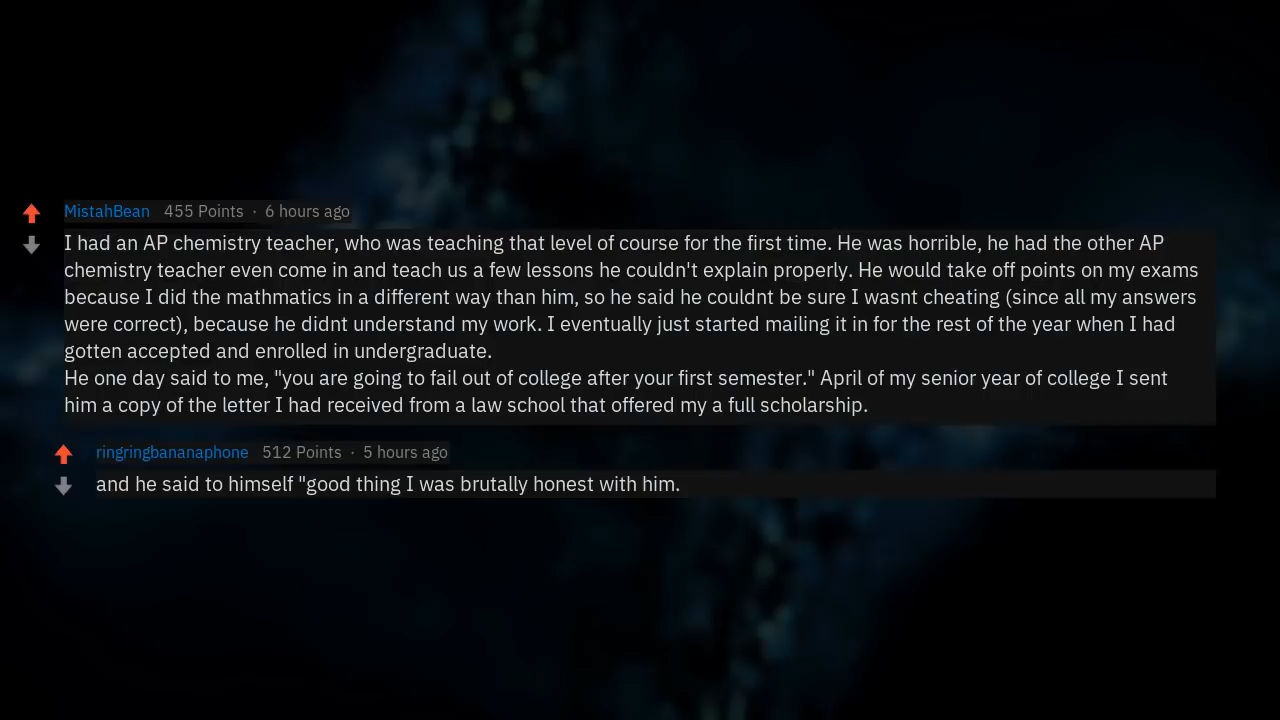 MistahBean 455 Points · 6 hours ago
I had an AP chemistry teacher, who was teaching that level of course for the first time. He was horrible, he had the other AP
chemistry teacher even come in and teach us a few lessons he couldn't explain properly. He would take off points on my exams
because I did the mathmatics in a different way than him, so he said he couldnt be sure I wasnt cheating (since all my answers
were correct), because he didnt understand my work. I eventually just started mailing it in for the rest of the year when I had
gotten accepted and enrolled in undergraduate.
He one day said to me, "you are going to fail out of college after your first semester." April of my senior year of college I sent
him a copy of the letter I had received from a law school that offered my a full scholarship.
ringringbananaphone 512 Points · 5 hours ago
and he said to himself "good thing I was brutally honest with him.